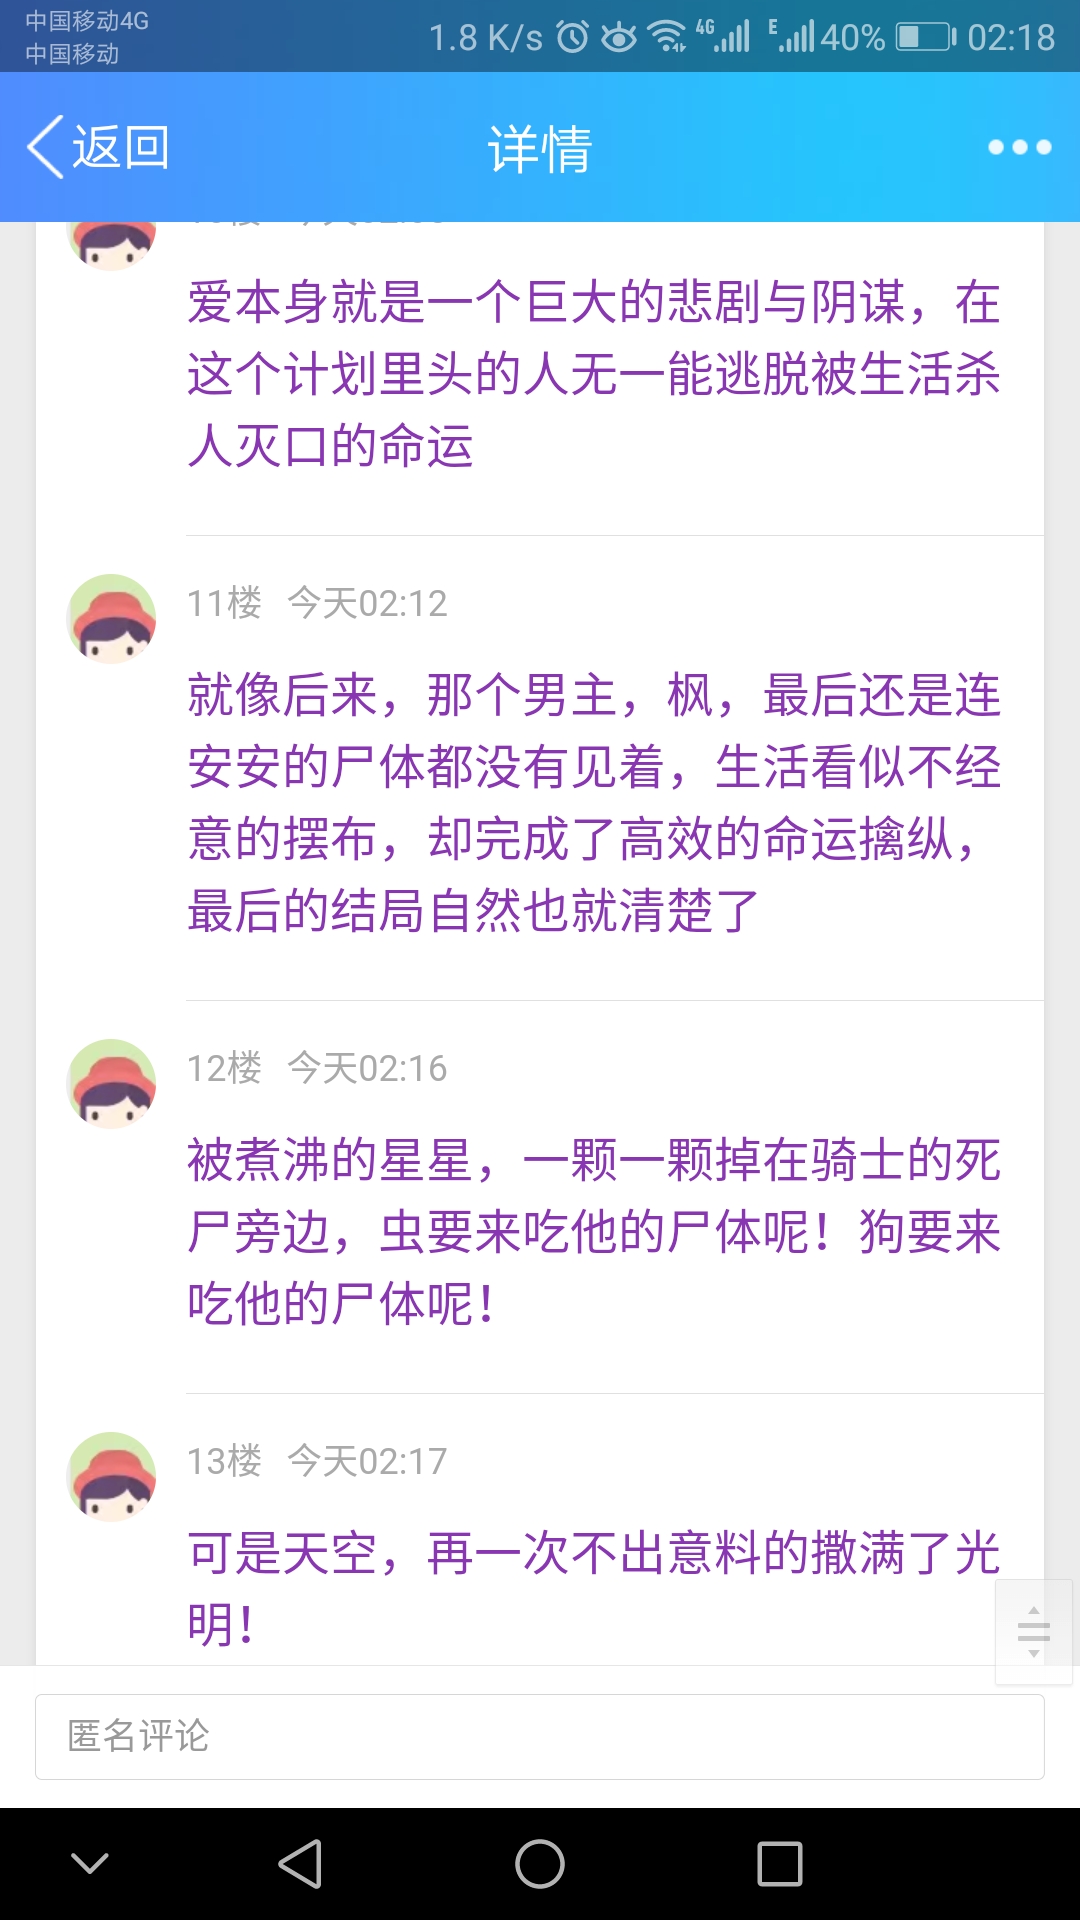 中国移动4G
中国移动
1.8 K/s 4G E 40% 02:18
返回 详情
爱本身就是一个巨大的悲剧与阴谋，在
这个计划里头的人无一能逃脱被生活杀
人灭口的命运
11楼 今天02:12
就像后来，那个男主，枫，最后还是连
安安的尸体都没有见着，生活看似不经
意的摆布，却完成了高效的命运擒纵，
最后的结局自然也就清楚了
12楼 今天02:16
被煮沸的星星，一颗一颗掉在骑士的死
尸旁边，虫要来吃他的尸体呢！狗要来
吃他的尸体呢！
13楼 今天02:17
可是天空，再一次不出意料的撒满了光
明！
匿名评论